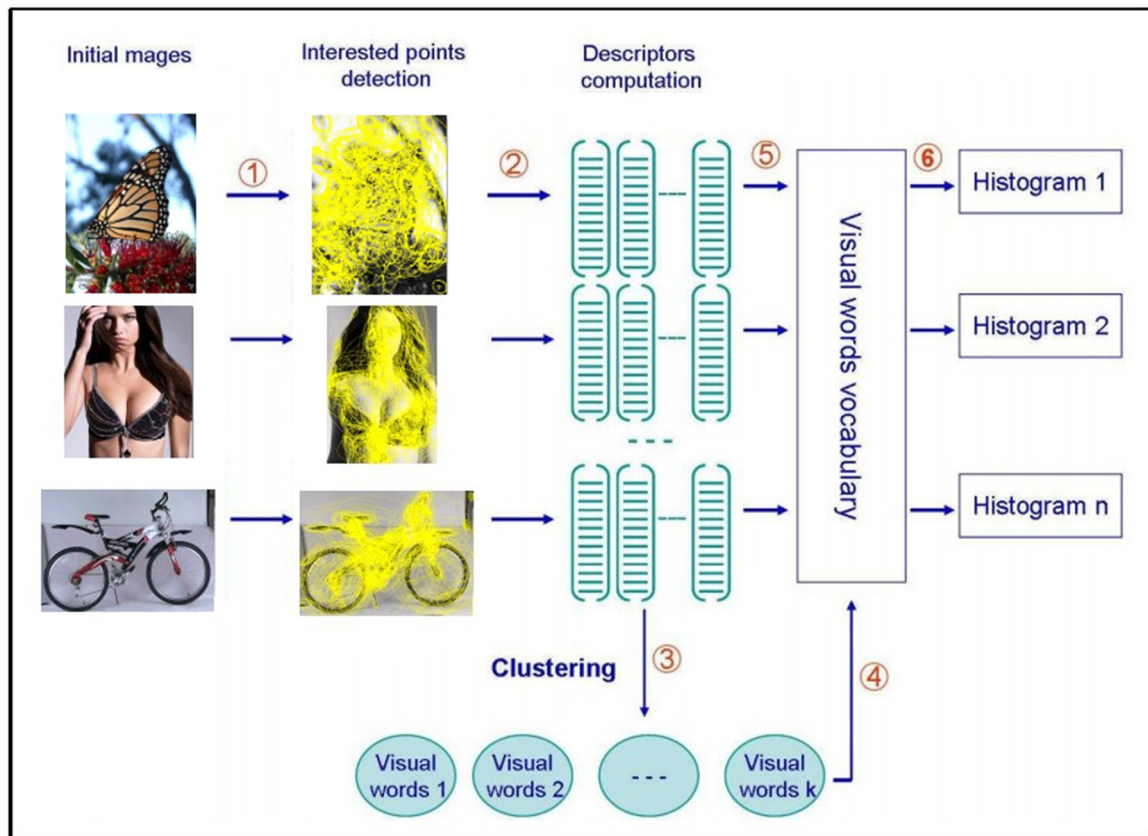 Initial mages
Interested points
detection
Descriptors
computation
①
②
⑤
⑥
Histogram 1
Histogram 2
Histogram n
Visual words vocabulary
Clustering
③
④
Visual
words 1
Visual
words 2
- - -
Visual
words k